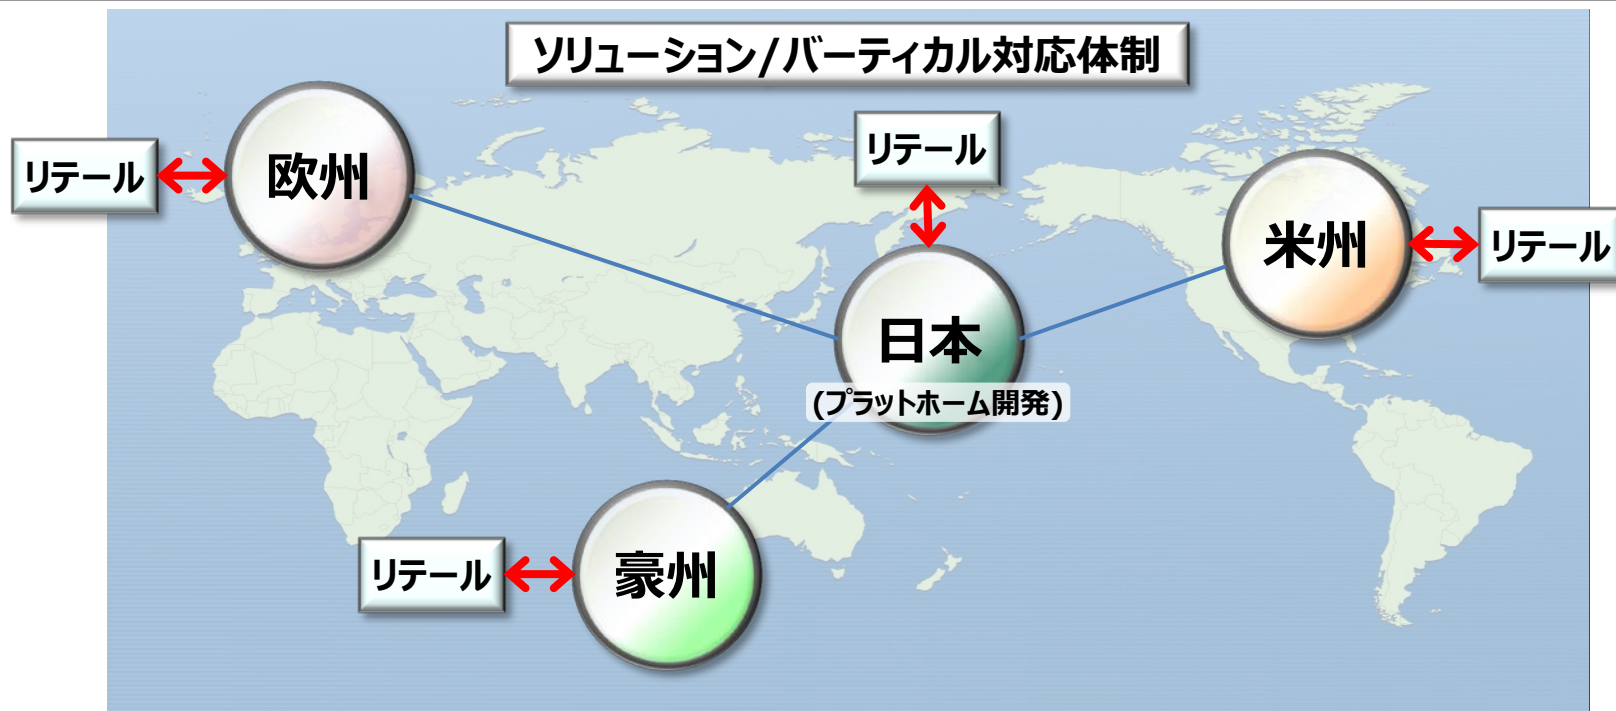 ソリューション/バーティカル対応体制
リテール
欧州
リテール
米州
リテール
日本
(プラットホーム開発)
リテール
豪州